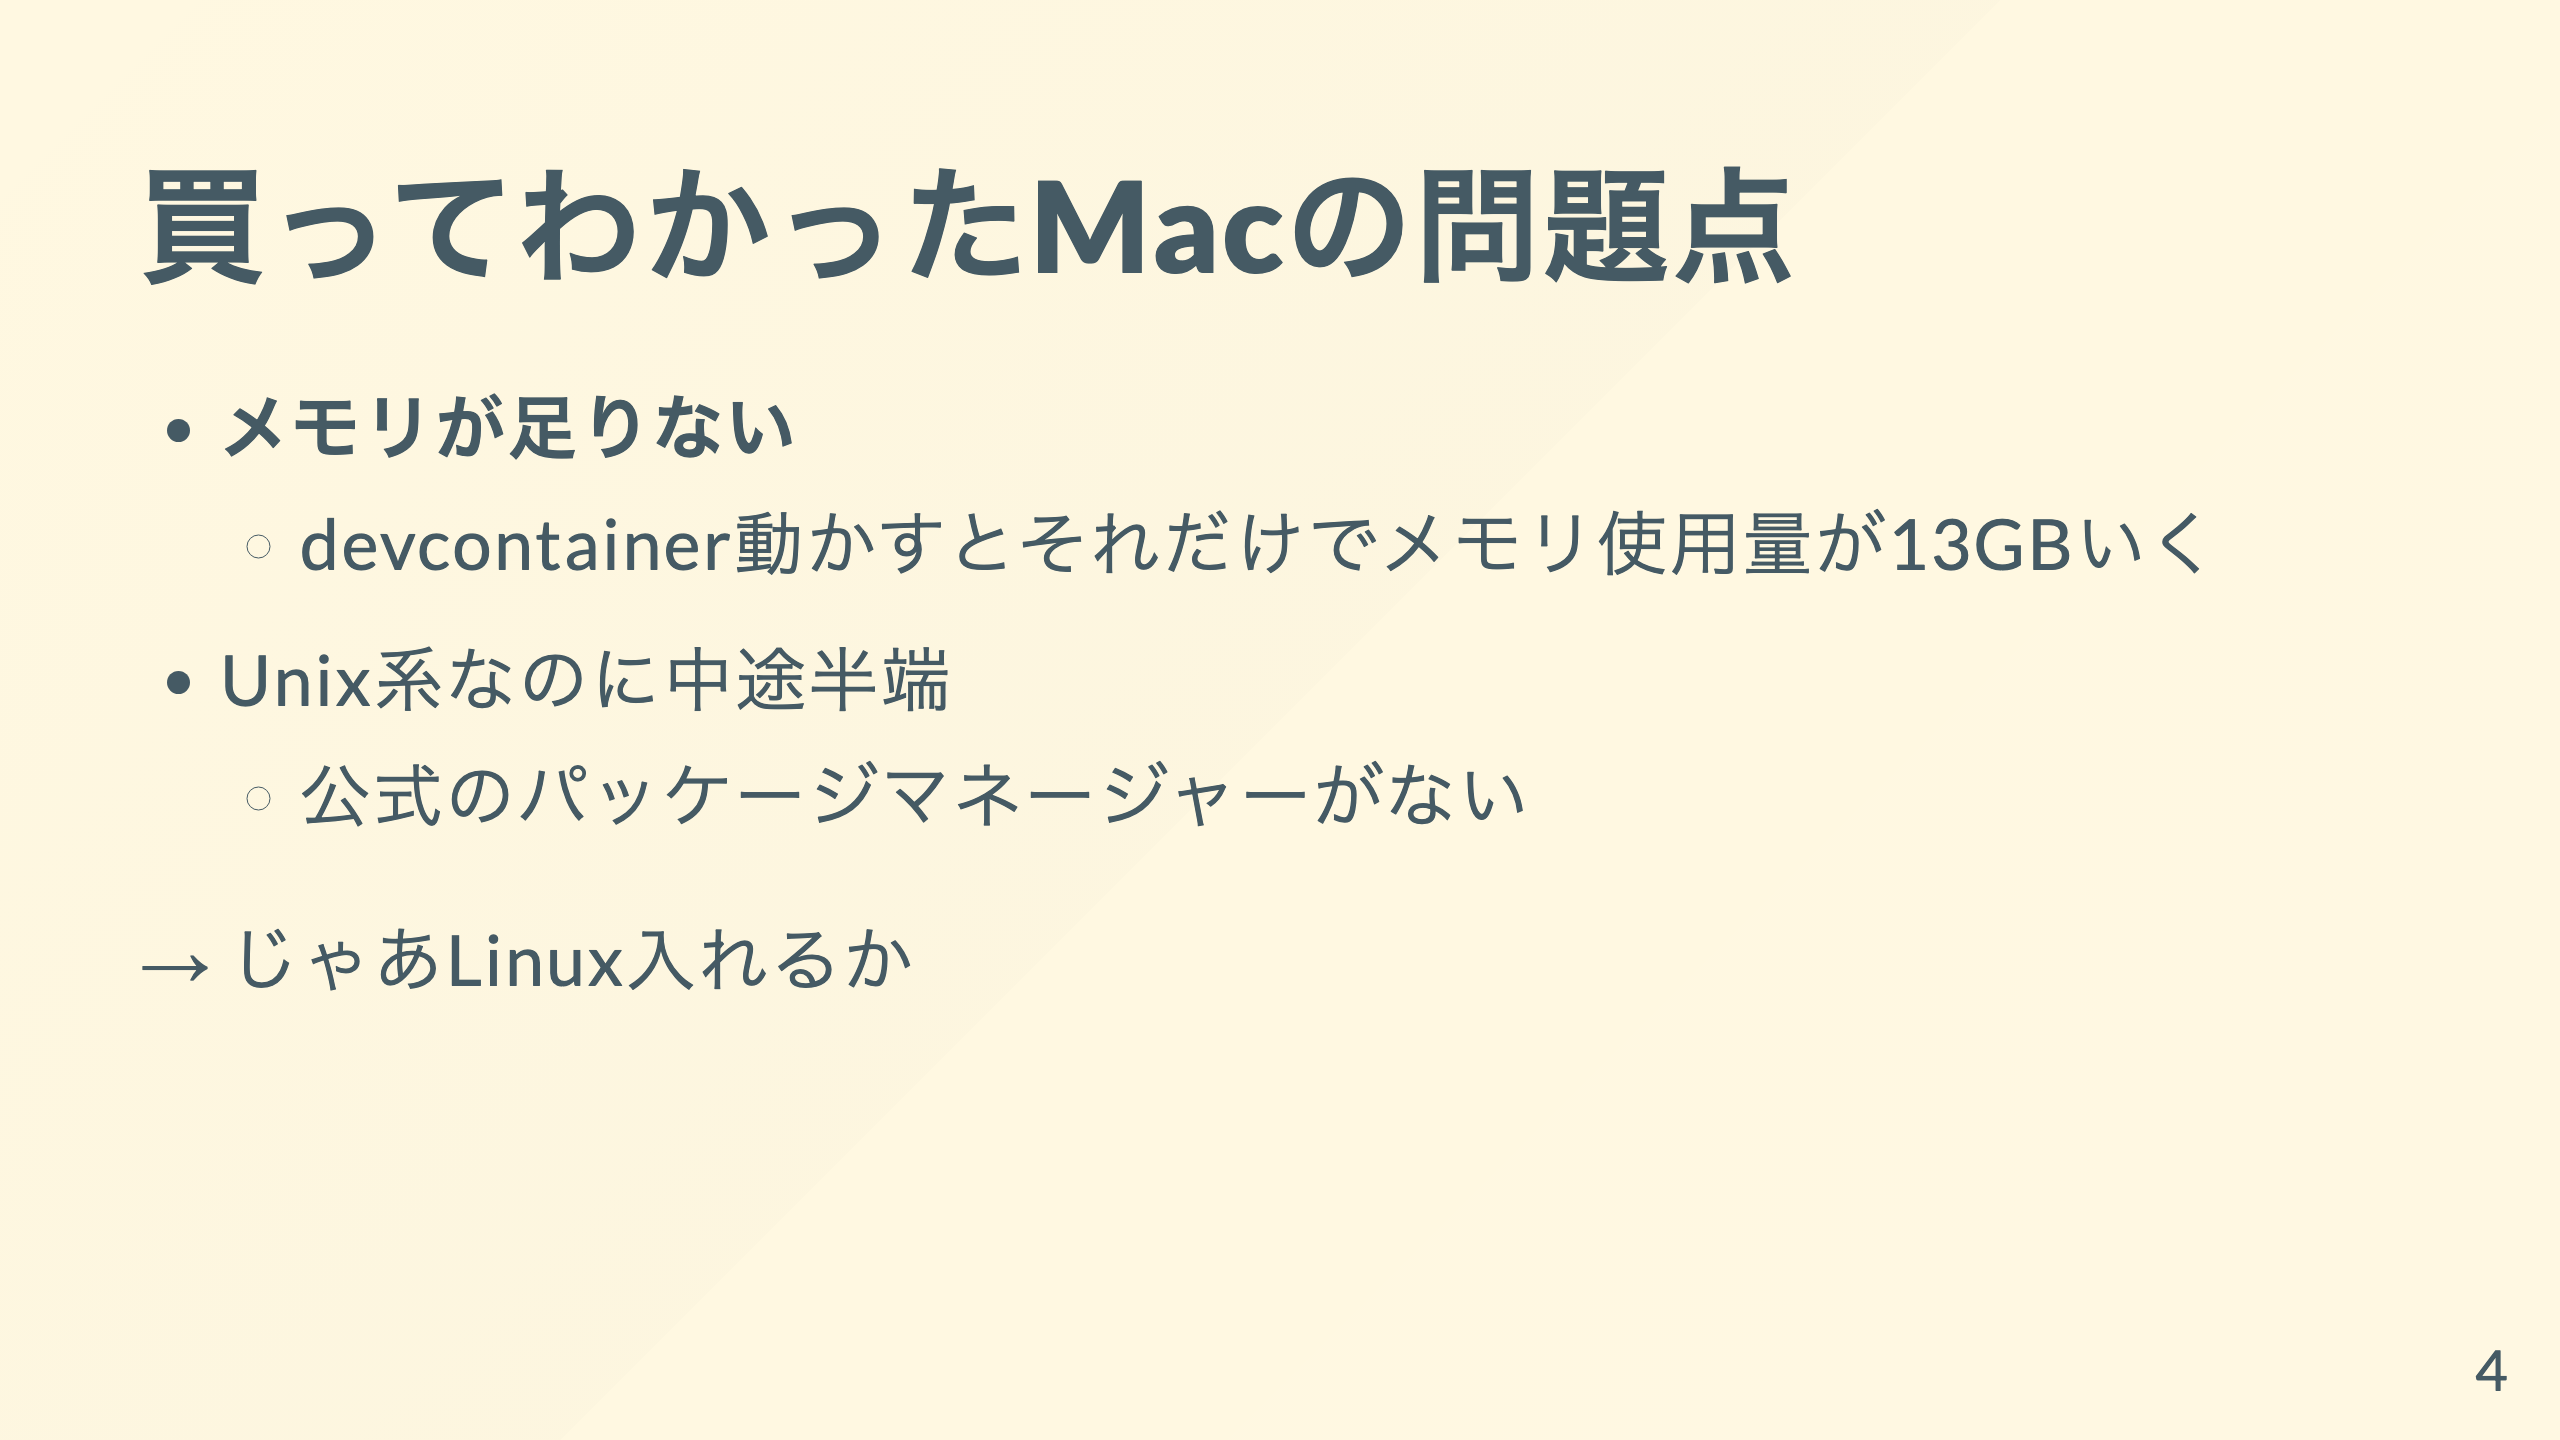 買ってわかったMacの問題点
• メモリが足りない
○ devcontainer動かすとそれだけでメモリ使用量が13GBいく
• Unix系なのに中途半端
○ 公式のパッケージマネージャーがない
→ じゃあLinux入れるか
4